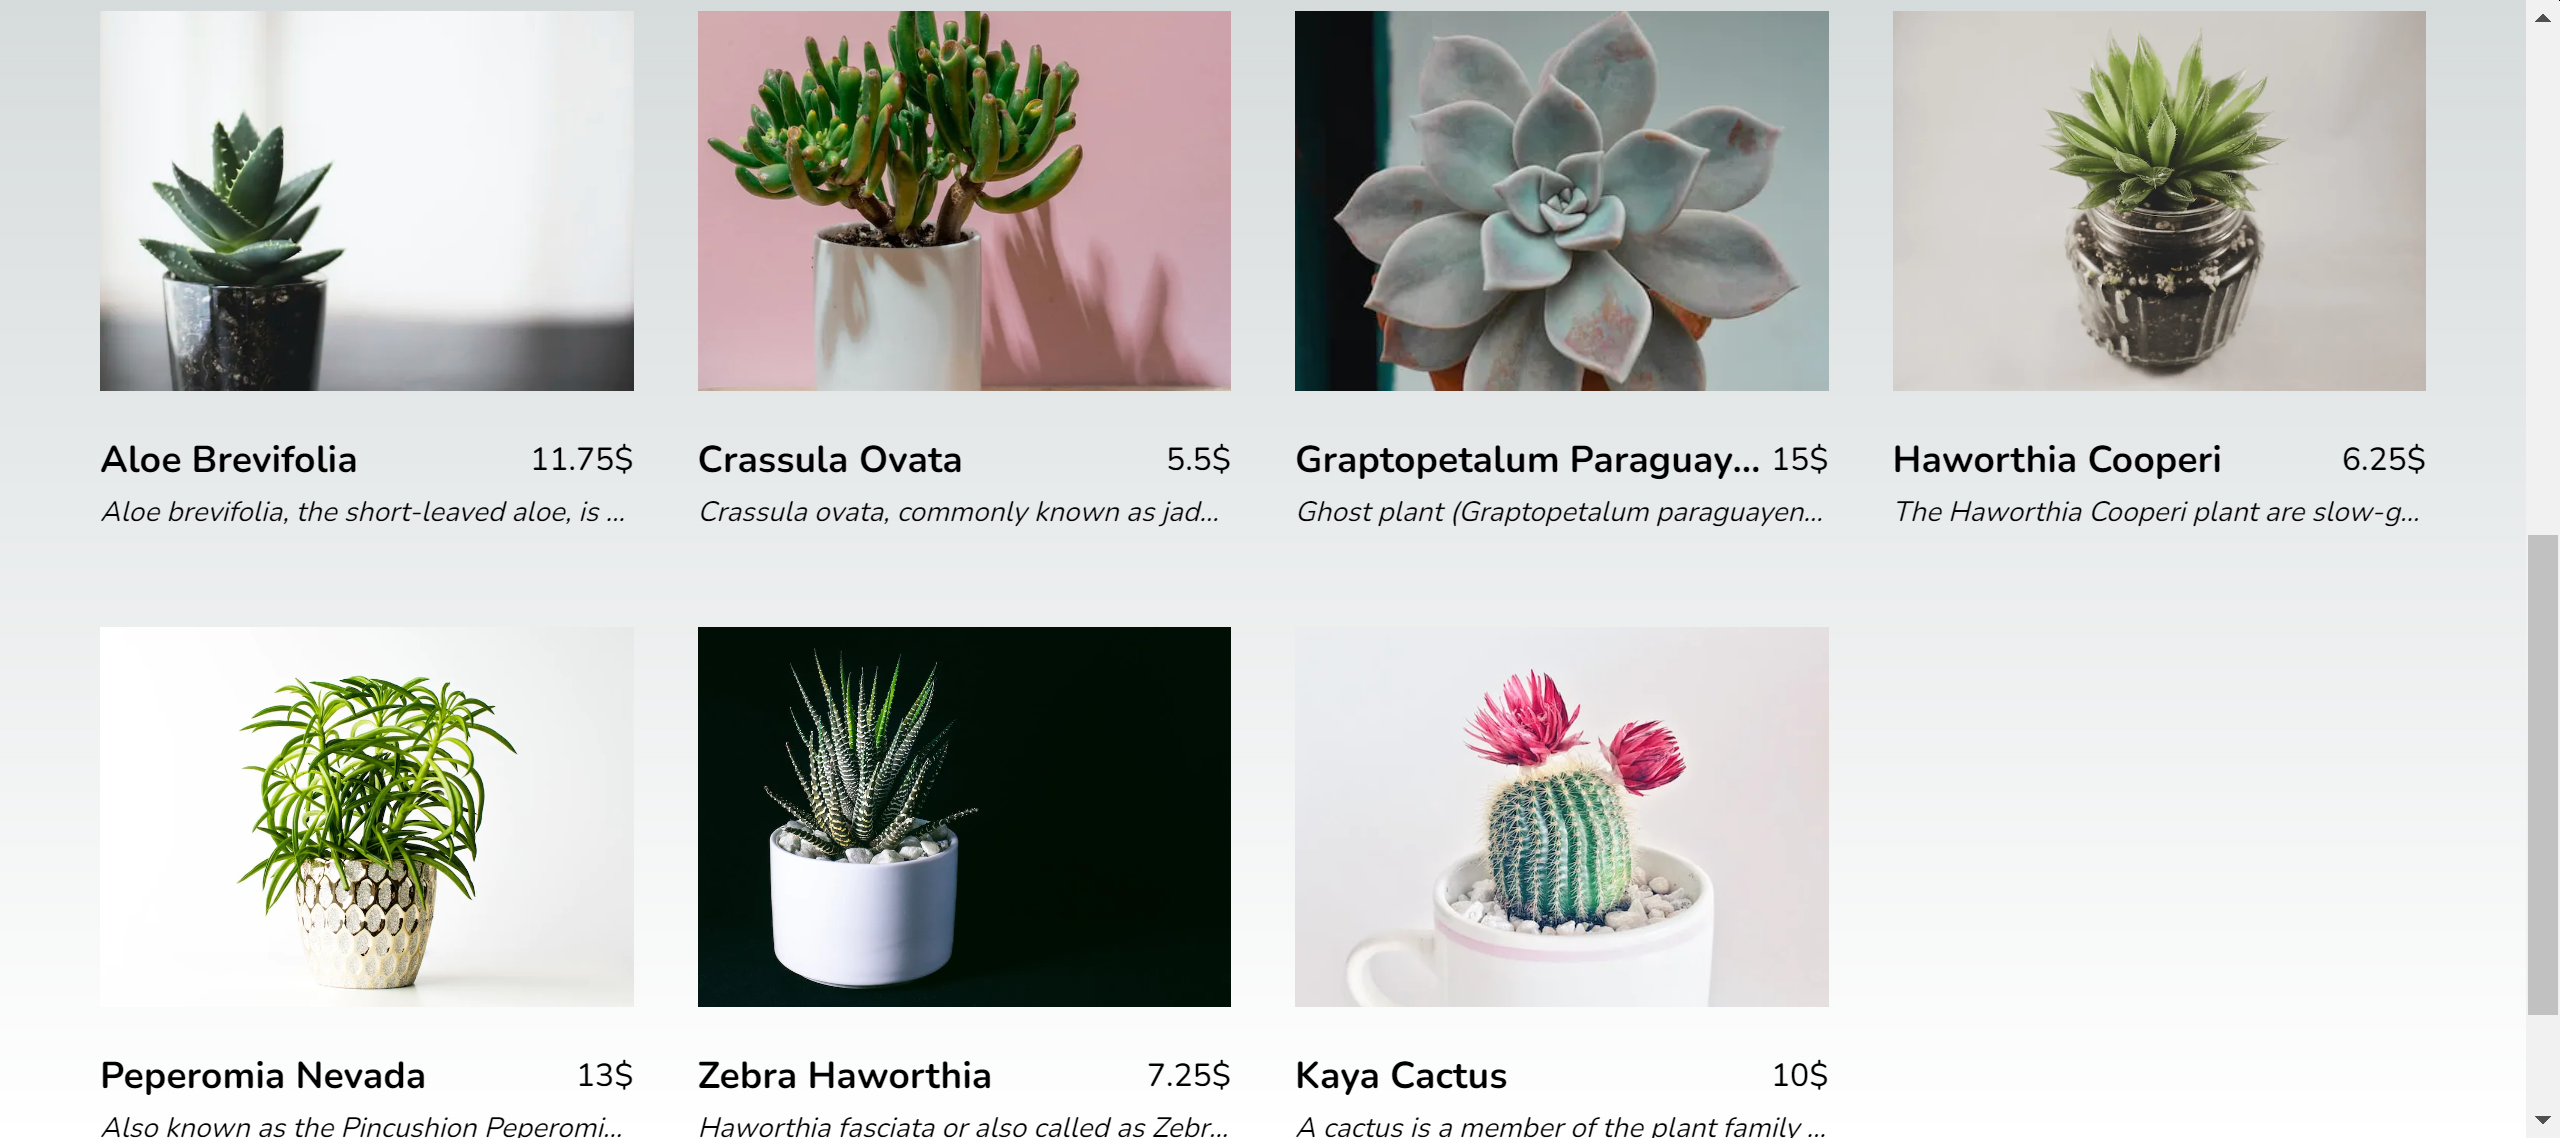 Aloe Brevifolia 11.75$
Aloe brevifolia, the short-leaved aloe, is ...
Crassula Ovata 5.5$
Crassula ovata, commonly known as jad...
Graptopetalum Paraguay... 15$
Ghost plant (Graptopetalum paraguayen...
Haworthia Cooperi 6.25$
The Haworthia Cooperi plant are slow-g...
Peperomia Nevada 13$
Also known as the Pincushion Peperomi...
Zebra Haworthia 7.25$
Haworthia fasciata or also called as Zebr...
Kaya Cactus 10$
A cactus is a member of the plant family ...